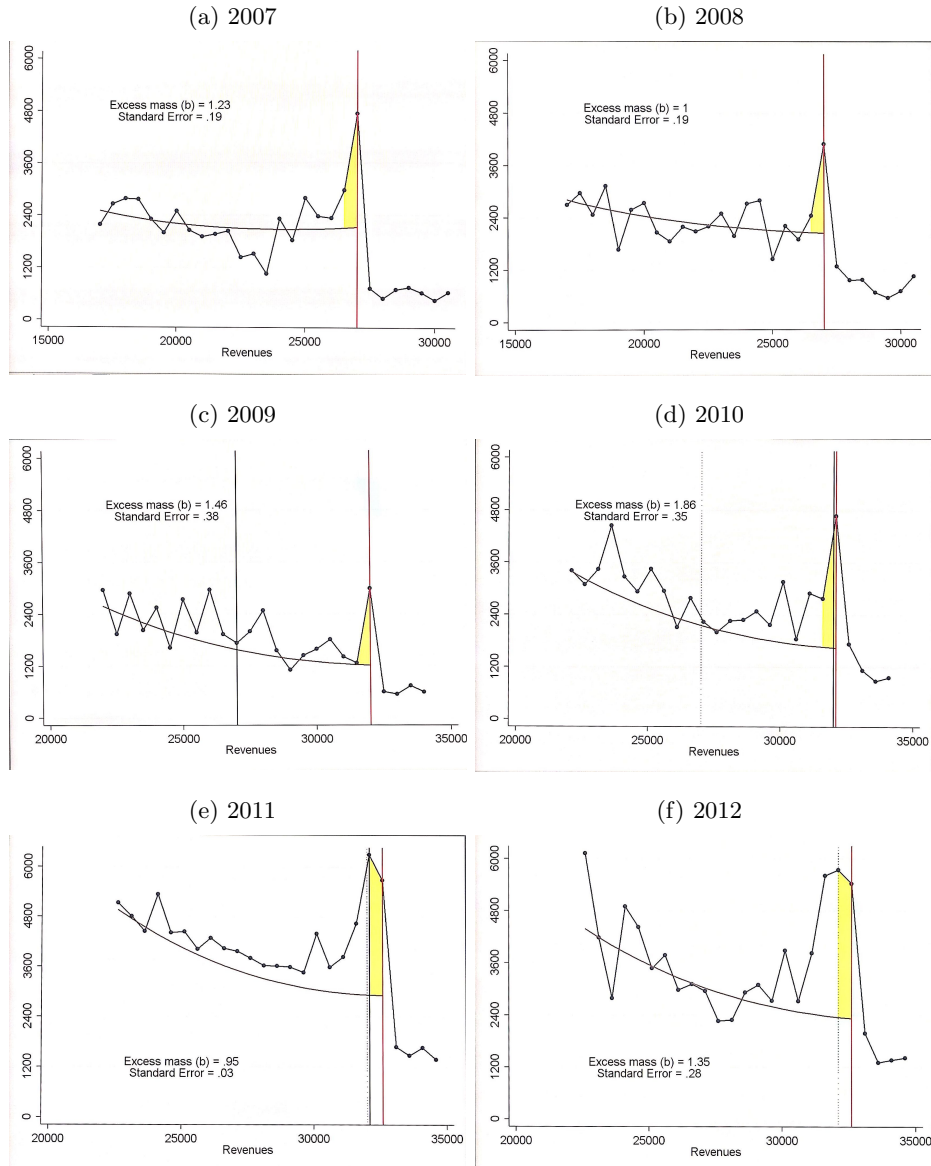 (a) 2007
(b) 2008
Excess mass (b) = 1.23
Standard Error = .19
0 1200 2400 3600 4800 6000
15000 20000 25000 30000
Revenues
Excess mass (b) = 1
Standard Error = .19
0 1200 2400 3600 4800 6000
15000 20000 25000 30000
Revenues
(c) 2009
(d) 2010
Excess mass (b) = 1.46
Standard Error = .38
0 1200 2400 3600 4800 6000
20000 25000 30000 35000
Revenues
Excess mass (b) = 1.86
Standard Error = .35
0 1200 2400 3600 4800 6000
20000 25000 30000 35000
Revenues
(e) 2011
(f) 2012
Excess mass (b) = .95
Standard Error = .03
0 1200 2400 3600 4800 6000
20000 25000 30000 35000
Revenues
Excess mass (b) = 1.35
Standard Error = .28
0 1200 2400 3600 4800 6000
20000 25000 30000 35000
Revenues